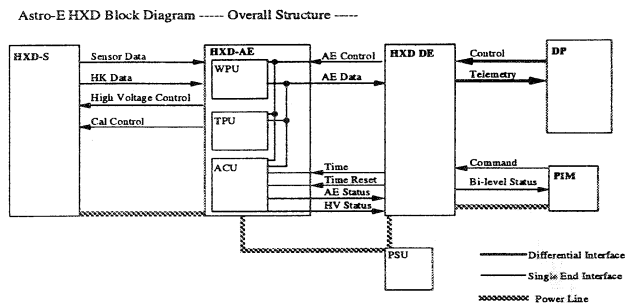 Astro-E HXD Block Diagram ----- Overall Structure -----
HXD-S
Sensor Data
HK Data
High Voltage Control
Cal Control
HXD-AE
WPU
TPU
ACU
AE Control
AE Data
Time
Time Reset
AE Status
HV Status
HXD DE
Control
Telemetry
Command
Bi-level Status
DP
PIM
PSU
Differential Interface
Single End Interface
Power Line